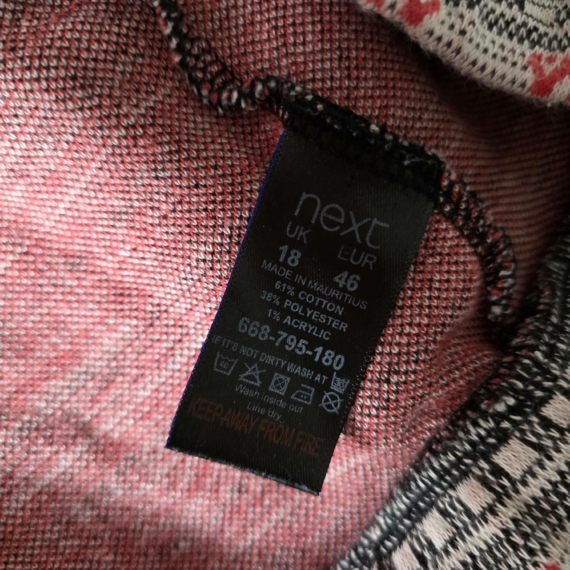 next
UK EUR
18 46
MADE IN MAURITIUS
61% COTTON
38% POLYESTER
1% ACRYLIC
668-795-180
IF IT'S NOT DIRTY WASH AT
Wash inside out
Line dry
KEEP AWAY FROM FIRE